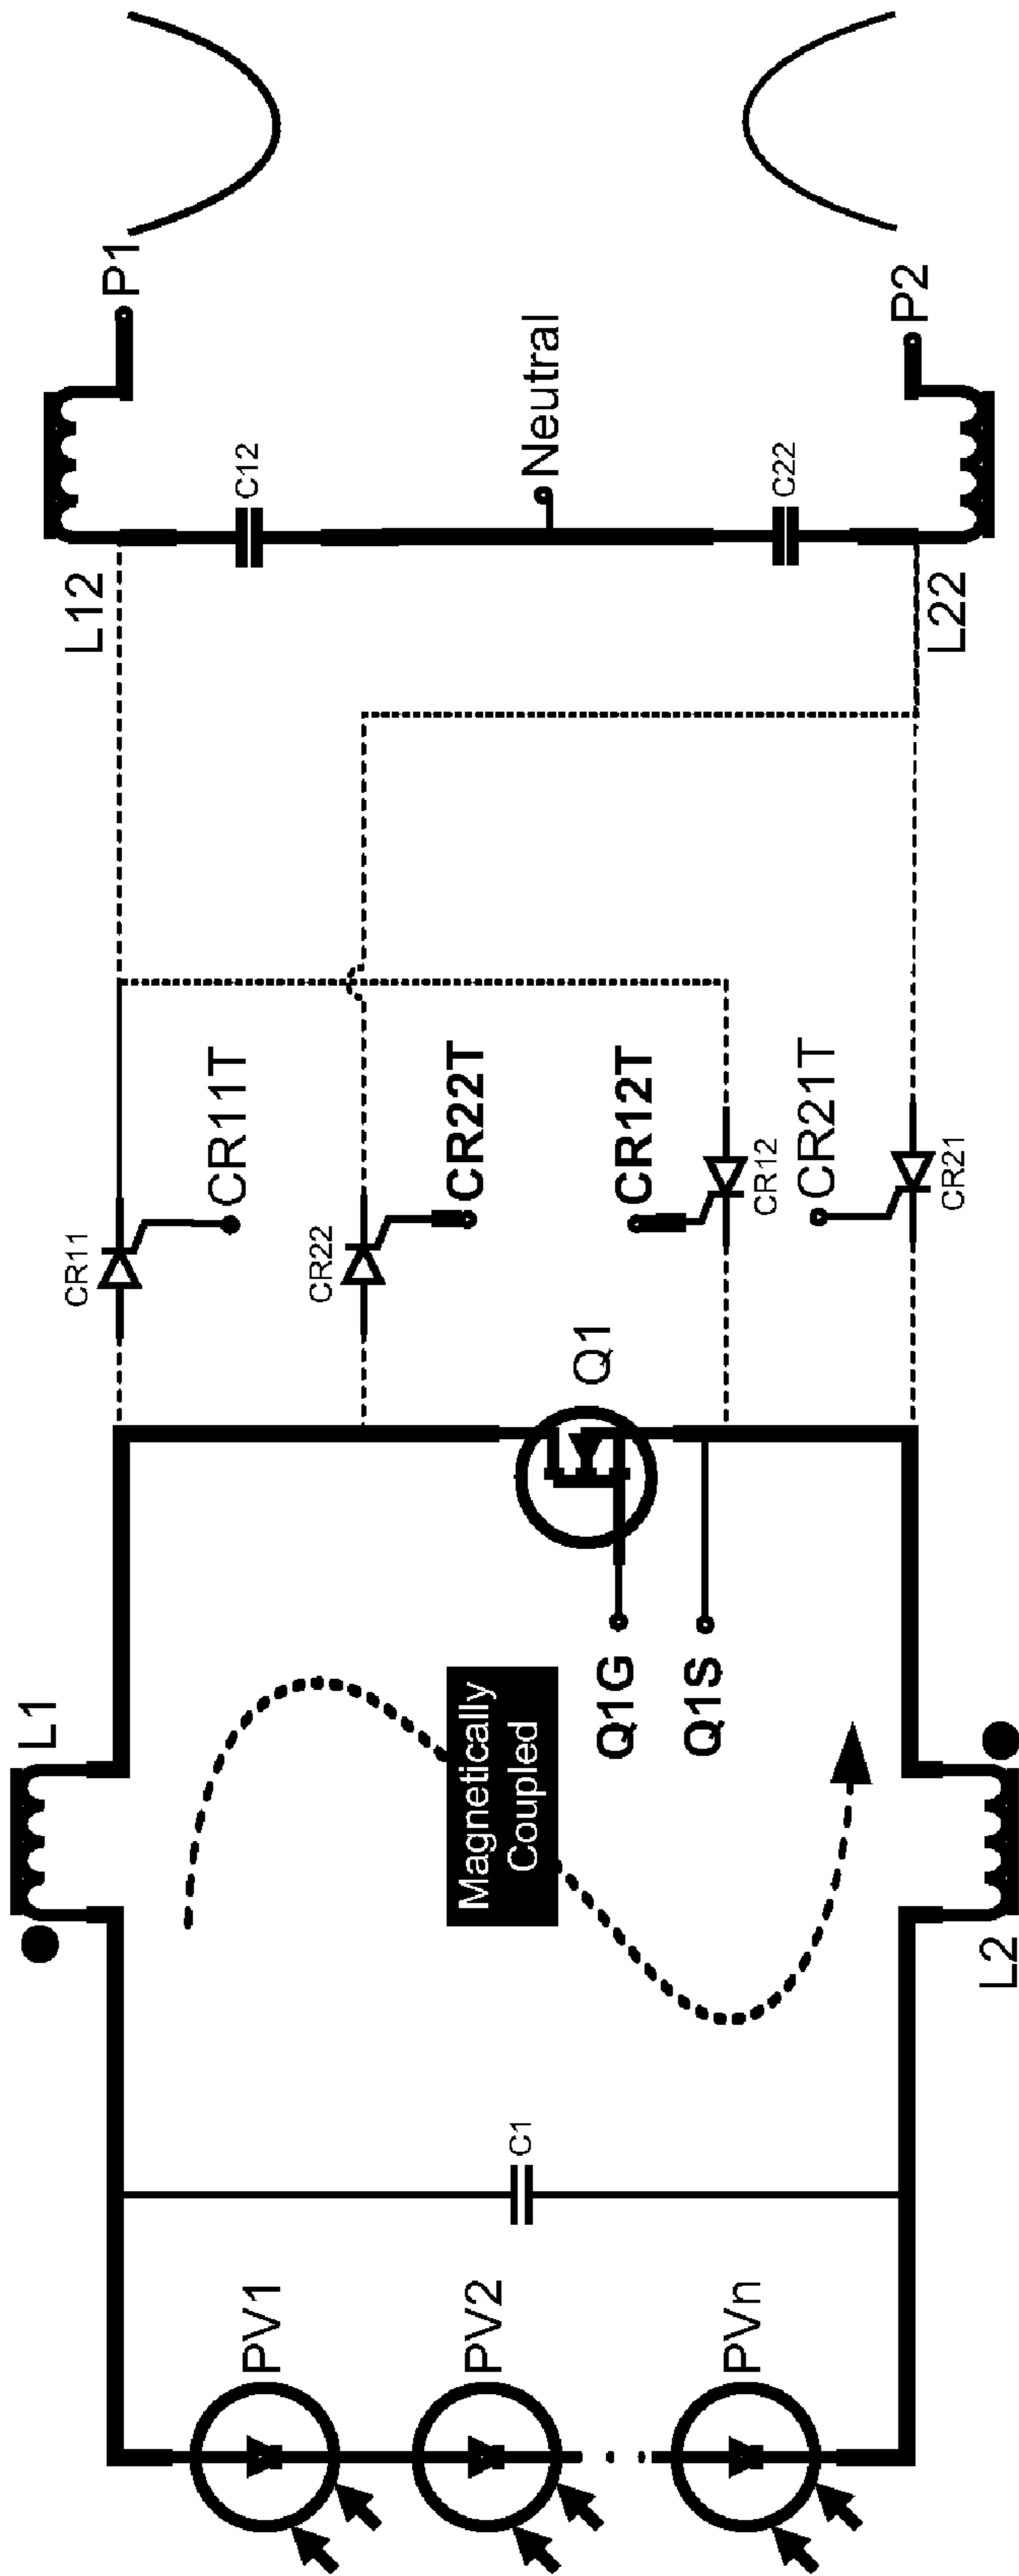 L1
L12
P1
CR11
CR11T
PV1
C12
CR22
CR22T
Magnetically
Coupled
C1
PV2
Q1
Neutral
Q1G
CR12T
Q1S
CR12
PVn
C22
CR21T
P2
CR21
L2
L22